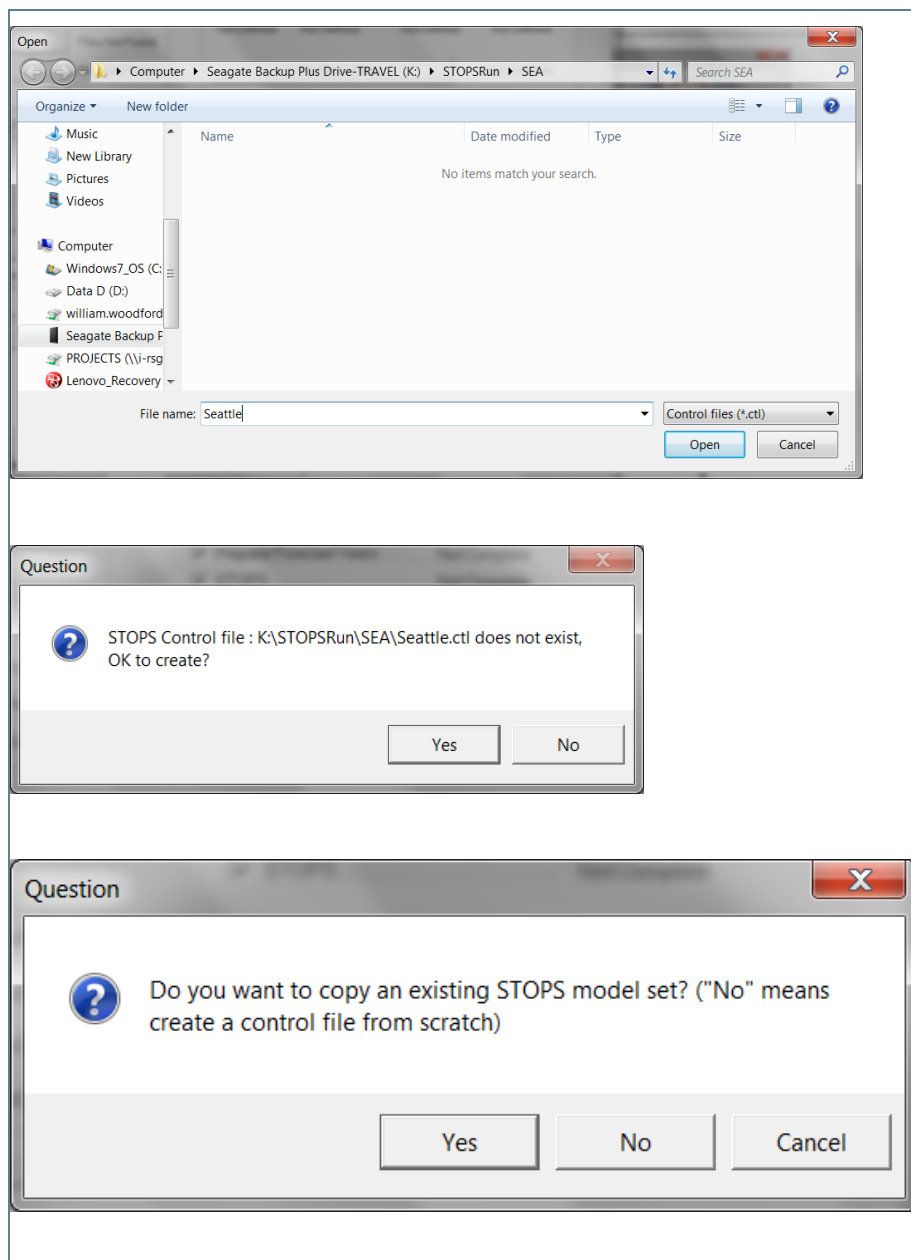 Open
Computer ▸ Seagate Backup Plus Drive-TRAVEL (K:) ▸ STOPSRun ▸ SEA
Search SEA
Organize
New folder
Music
New Library
Pictures
Videos
Computer
Windows7_OS (C:
Data D (D:)
william.woodford
Seagate Backup P
PROJECTS (\\i-rsg
Lenovo_Recovery
Name
Date modified
Type
Size
No items match your search.
File name: Seattle
Control files (*.ctl)
Open
Cancel
Question
STOPS Control file : K:\STOPSRun\SEA\Seattle.ctl does not exist,
OK to create?
Yes
No
Question
Do you want to copy an existing STOPS model set? ("No" means
create a control file from scratch)
Yes
No
Cancel